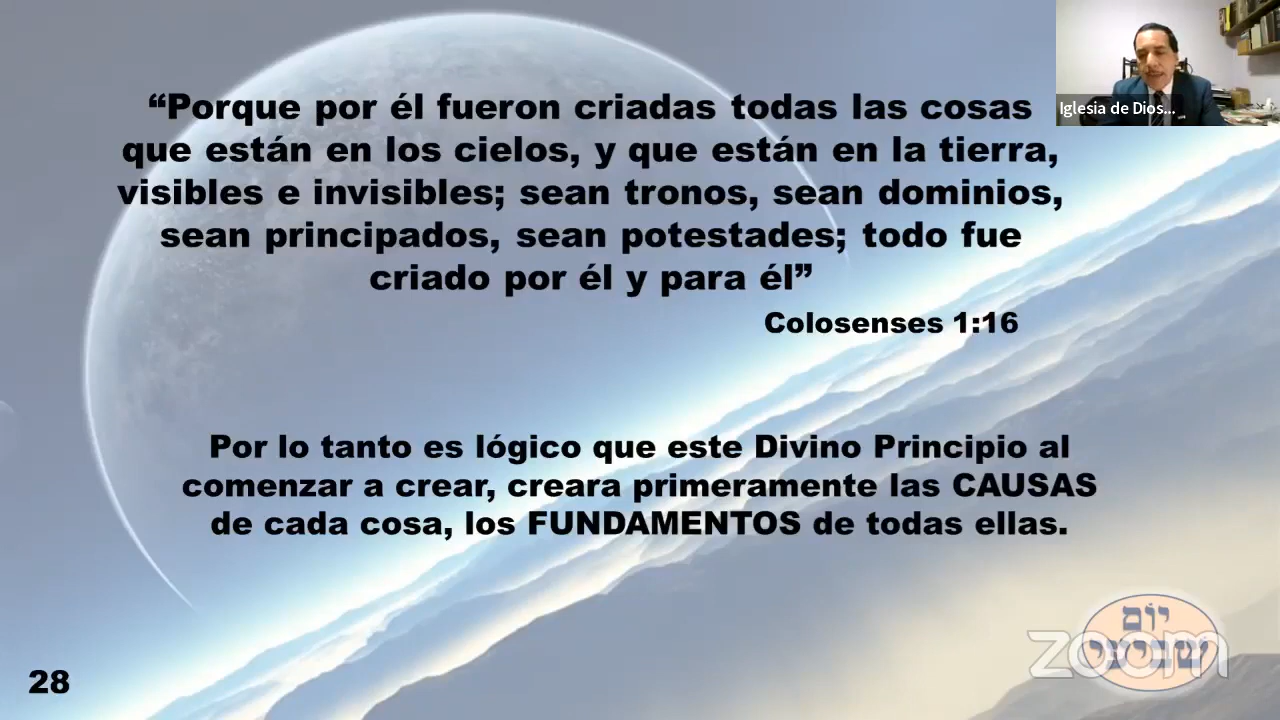 “Porque por él fueron criadas todas las cosas
que están en los cielos, y que están en la tierra,
visibles e invisibles; sean tronos, sean dominios,
sean principados, sean potestades; todo fue
criado por él y para él”
Colosenses 1:16
Iglesia de Dios...
Por lo tanto es lógico que este Divino Principio al
comenzar a crear, creara primeramente las CAUSAS
de cada cosa, los FUNDAMENTOS de todas ellas.
יוֹם
zoom
28